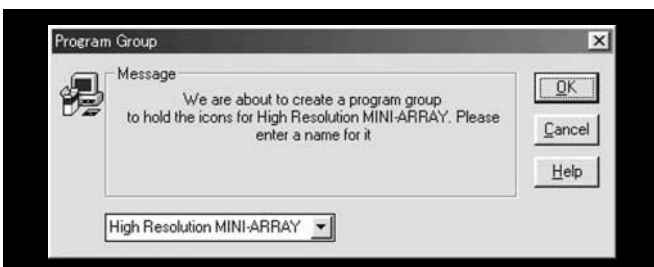 Program Group
Message
We are about to create a program group
to hold the icons for High Resolution MINI-ARRAY. Please
enter a name for it
OK
Cancel
Help
High Resolution MINI-ARRAY